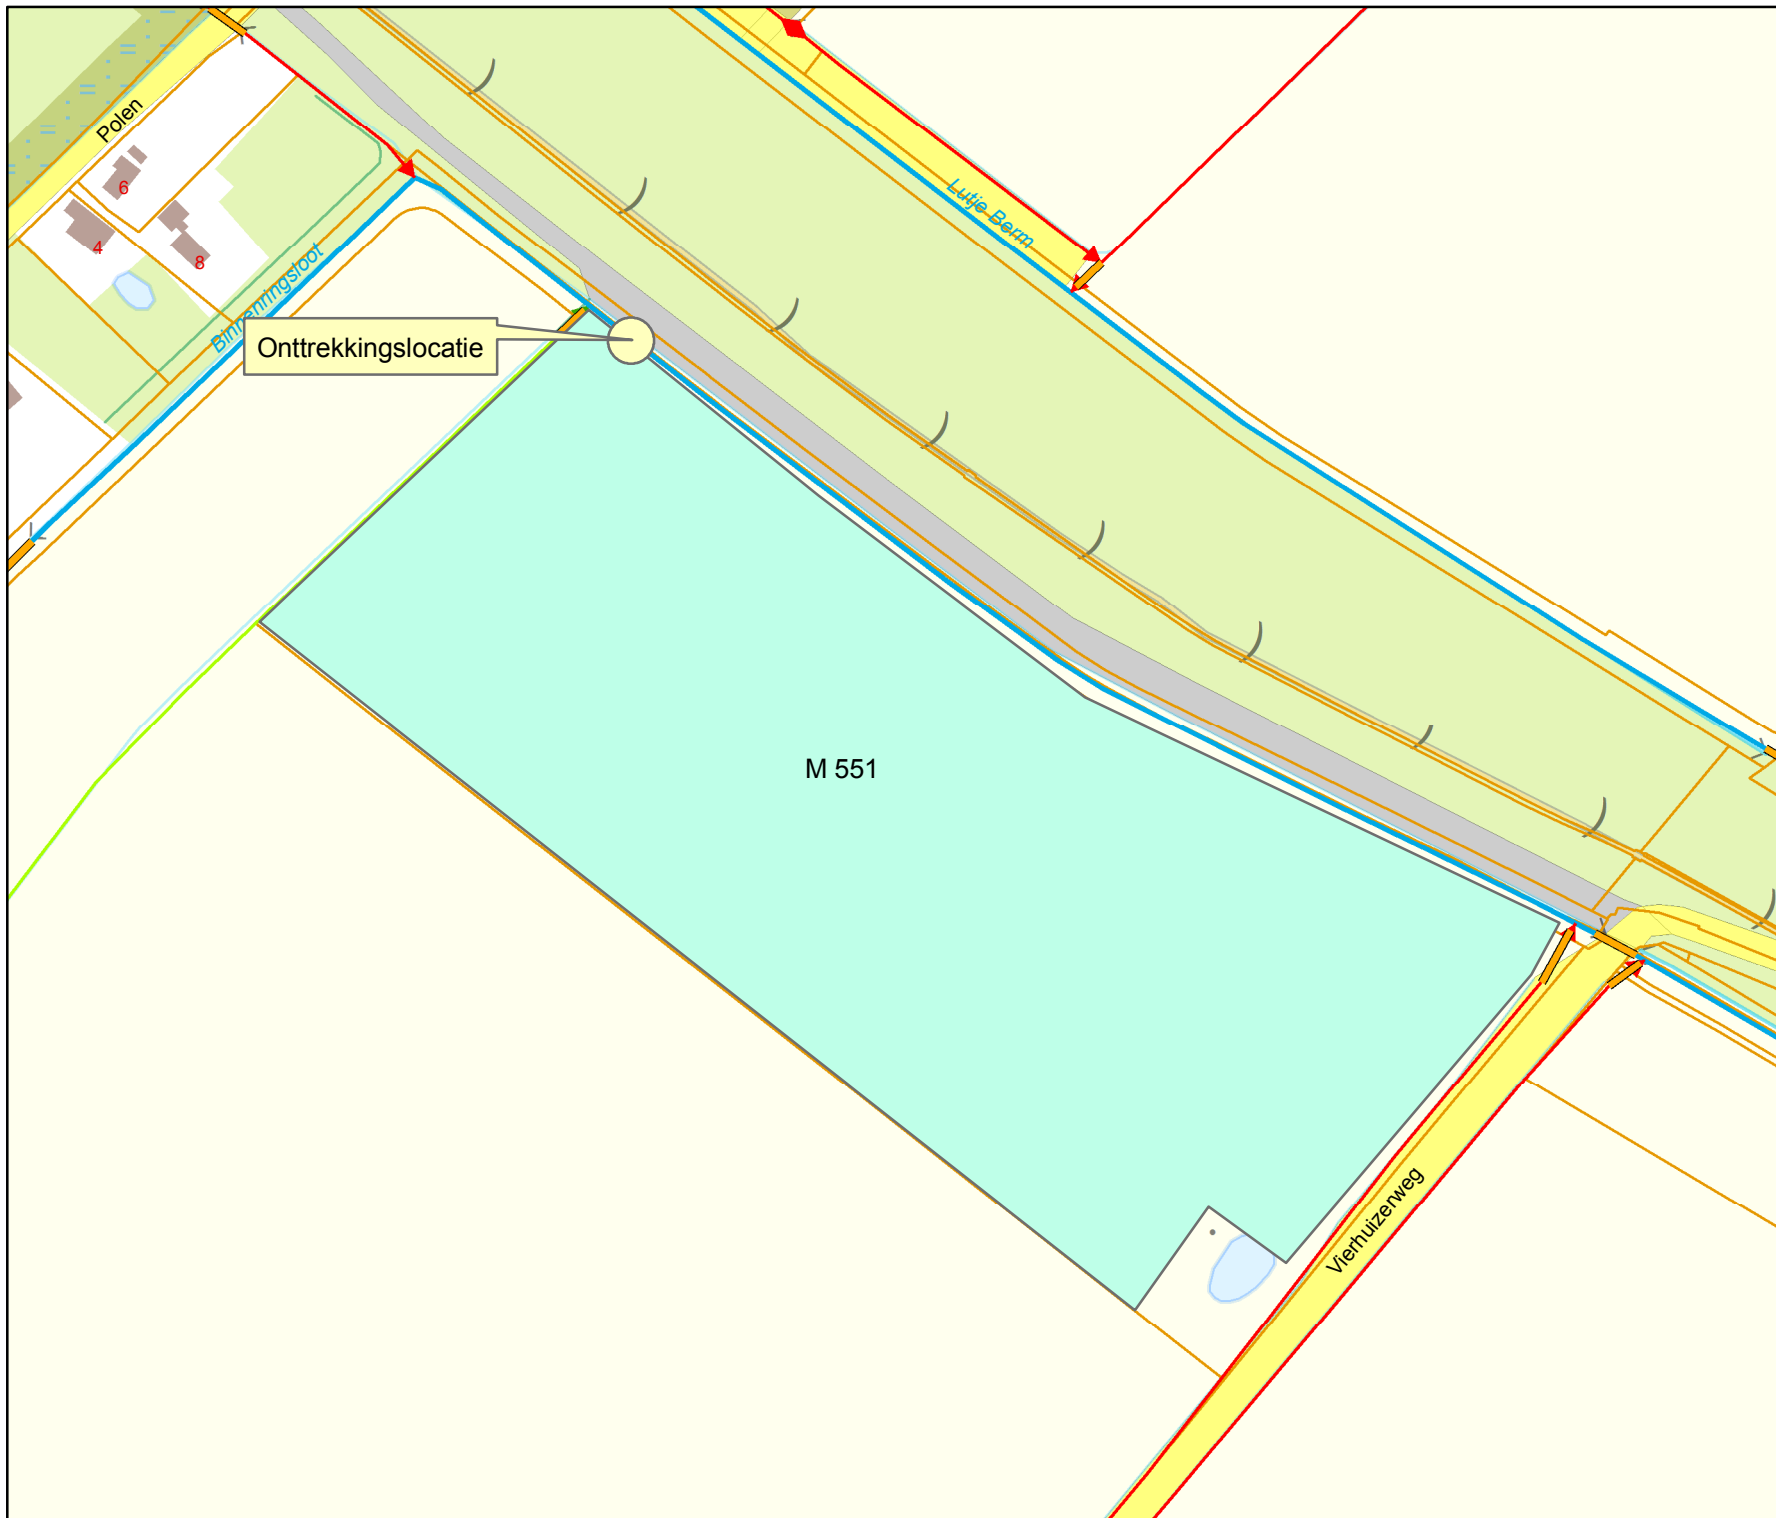 Polen
6
4
8
Lutje Berm
Binnenringsloot
Onttrekkingslocatie
M 551
Vierhuizerweg